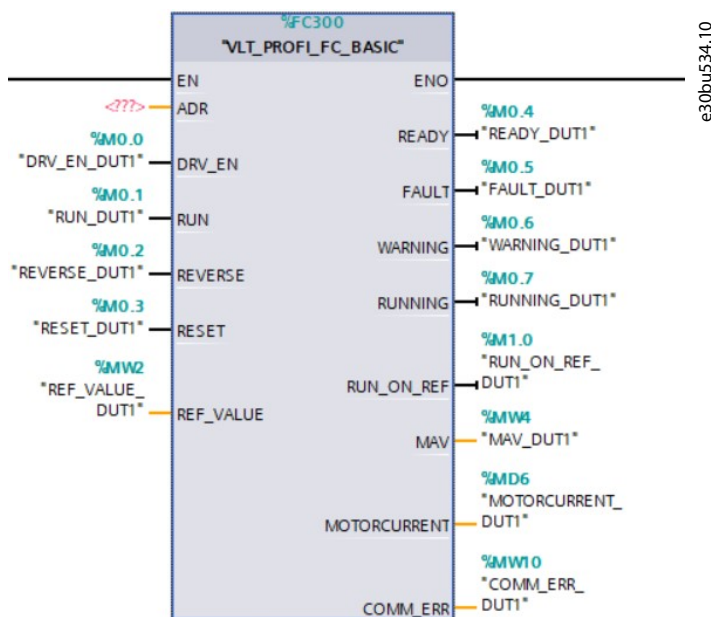 %FC300
"VLT_PROFI_FC_BASIC"
EN
ENO
<???>
ADR
%M0.4
READY
"READY_DUT1"
%M0.0
"DRV_EN_DUT1"
DRV_EN
%M0.5
FAULT
"FAULT_DUT1"
%M0.1
"RUN_DUT1"
RUN
%M0.6
WARNING
"WARNING_DUT1"
%M0.2
"REVERSE_DUT1"
REVERSE
%M0.7
RUNNING
"RUNNING_DUT1"
%M0.3
"RESET_DUT1"
RESET
%M1.0
"RUN_ON_REF_
DUT1"
RUN_ON_REF
%MW2
"REF_VALUE_
DUT1"
REF_VALUE
%MW4
MAV
"MAV_DUT1"
%MD6
"MOTORCURRENT_
DUT1"
MOTORCURRENT
%MW10
"COMM_ERR_
DUT1"
COMM_ERR
e30bu534.10